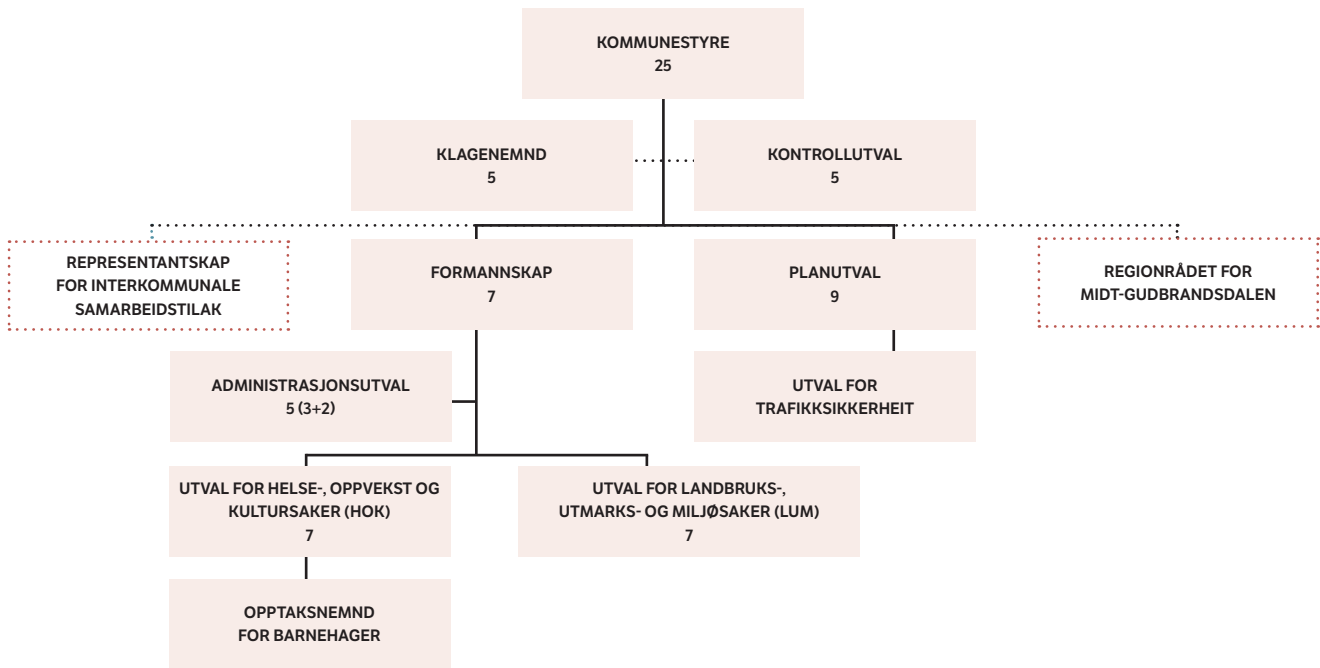 KOMMUNESTYRE
25
KLAGENEMND
5
KONTROLLUTVAL
5
REPRESENTANTSKAP
FOR INTERKOMMUNALE
SAMARBEIDSTILAK
FORMANNSKAP
7
PLANUTVAL
9
REGIONRÅDET FOR
MIDT-GUDBRANDSDALEN
ADMINISTRASJONSUTVAL
5 (3+2)
UTVAL FOR
TRAFIKKSIKKERHEIT
UTVAL FOR HELSE-, OPPVEKST OG
KULTURSAKER (HOK)
7
UTVAL FOR LANDBRUKS-,
UTMARKS- OG MILJØSAKER (LUM)
7
OPPTAKSNEMND
FOR BARNEHAGER